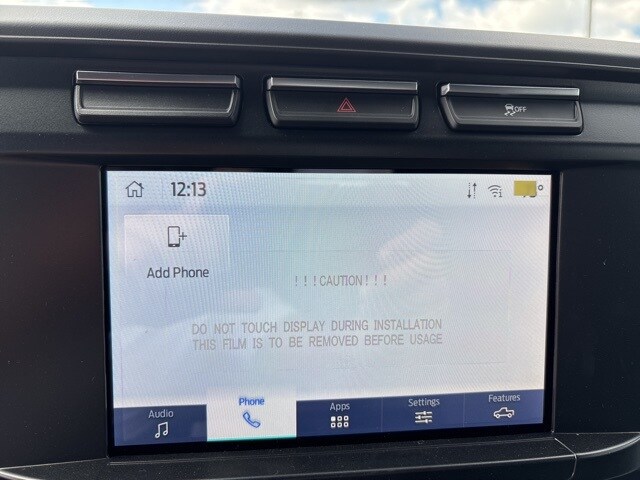 OFF
12:13
Add Phone
!!!CAUTION!!!
DO NOT TOUCH DISPLAY DURING INSTALLATION
THIS FILM IS TO BE REMOVED BEFORE USAGE
Audio
Phone
Apps
Settings
Features